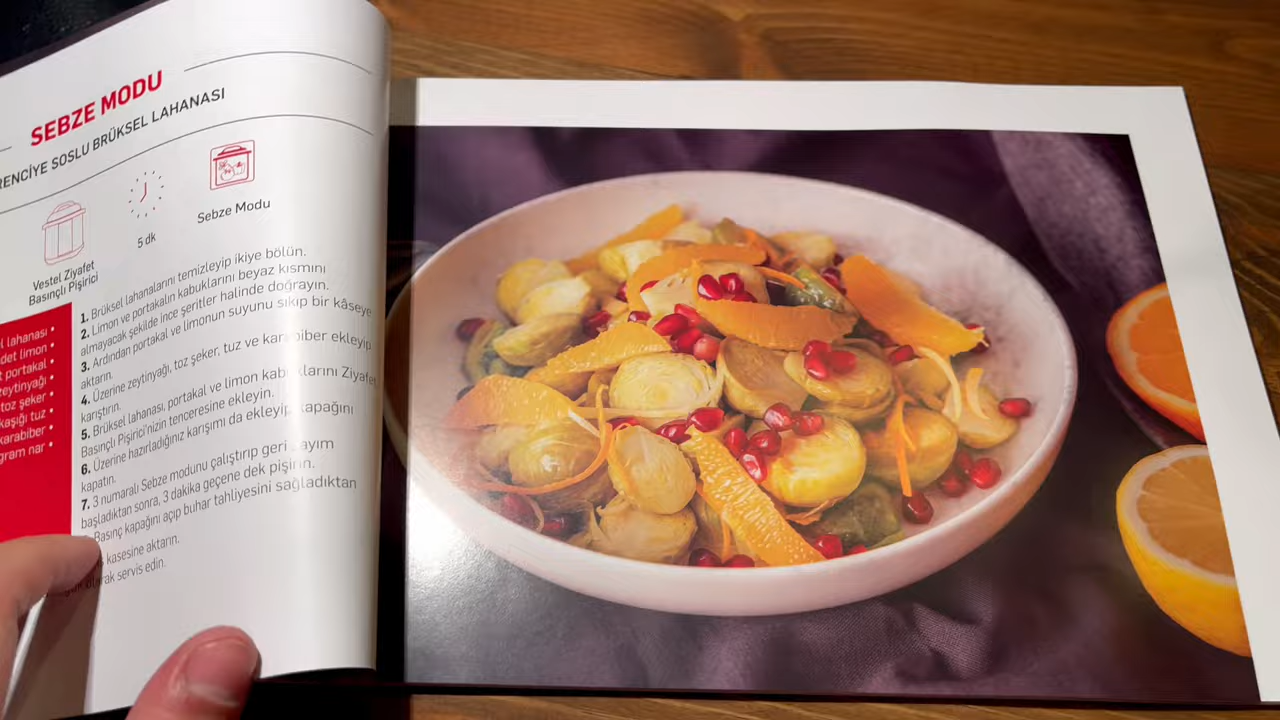 SEBZE MODU
RENCİYE SOSLU BRÜKSEL LAHANASI
Vestel Ziyafet
Basınçlı Pişirici
5 dk
Sebze Modu
l lahanası •
det limon •
portakal •
zeytinyağı •
toz şeker •
kaşığı tuz •
karabiber •
gram nar •
1. Brüksel lahanalarını temizleyip ikiye bölün.
2. Limon ve portakalın kabuklarını beyaz kısmını
almayacak şekilde ince şeritler halinde doğrayın.
3. Ardından portakal ve limonun suyunu sıkıp bir kâseye
aktarın.
4. Üzerine zeytinyağı, toz şeker, tuz ve karabiber ekleyip
karıştırın.
5. Brüksel lahanası, portakal ve limon kabuklarını Ziyafet
Basınçlı Pişirici'nizin tenceresine ekleyin.
6. Üzerine hazırladığınız karışımı da ekleyip kapağını
kapatın.
7. 3 numaralı Sebze modunu çalıştırıp geri sayım
başladıktan sonra, 3 dakika geçene dek pişirin.
Basınç kapağını açıp buhar tahliyesini sağladıktan
kasesine aktarın.
olarak servis edin.